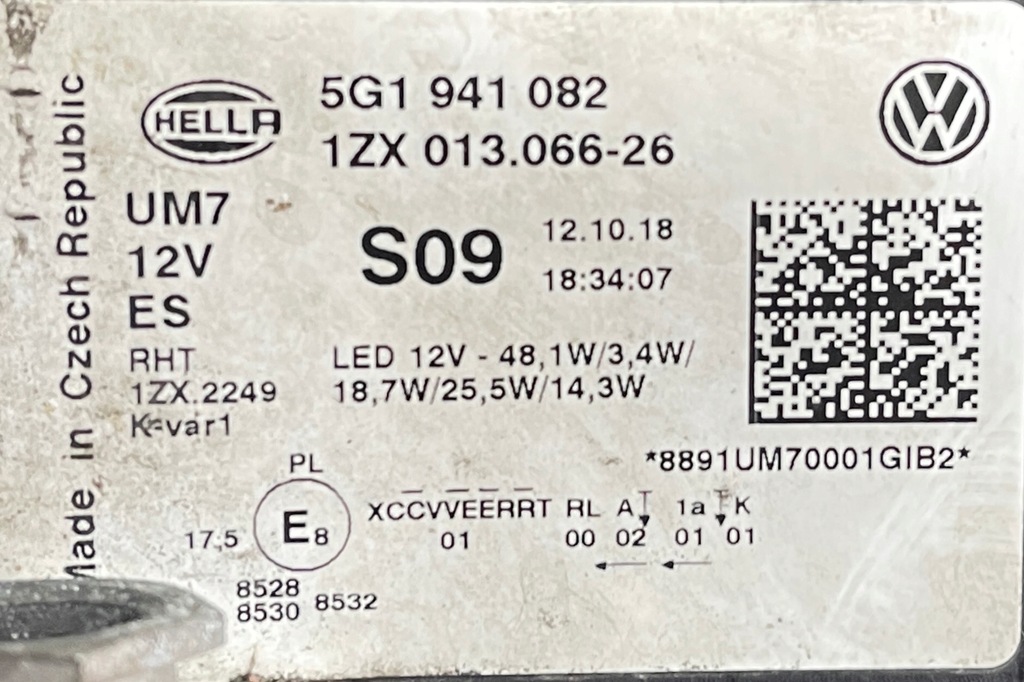 Made in Czech Republic
HELLA
5G1 941 082
1ZX 013.066-26
UM7
12V
ES
S09
12.10.18
18:34:07
RHT
1ZX.2249
K-var1
LED 12V - 48,1W/3,4W/
18,7W/25,5W/14,3W
*8891UM70001GIB2*
PL
17,5
E8
XCCVVEERRT RL AT 1a TK
01 00 02 01 01
8528
8530 8532